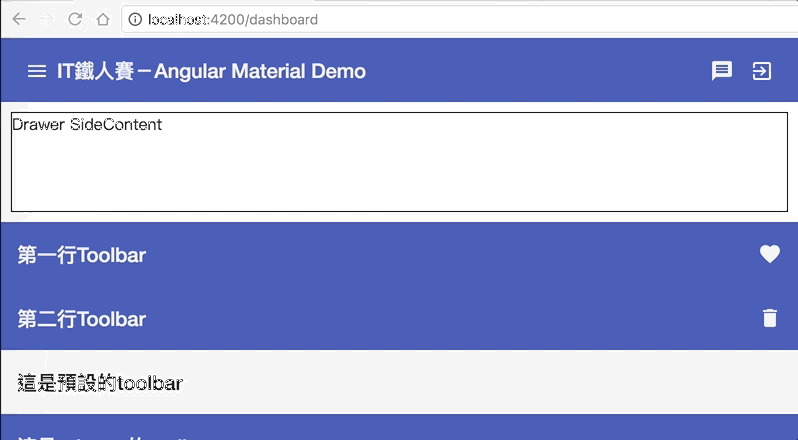 localhost:4200/dashboard
IT鐵人賽－Angular Material Demo
Drawer SideContent
第一行Toolbar
第二行Toolbar
這是預設的toolbar